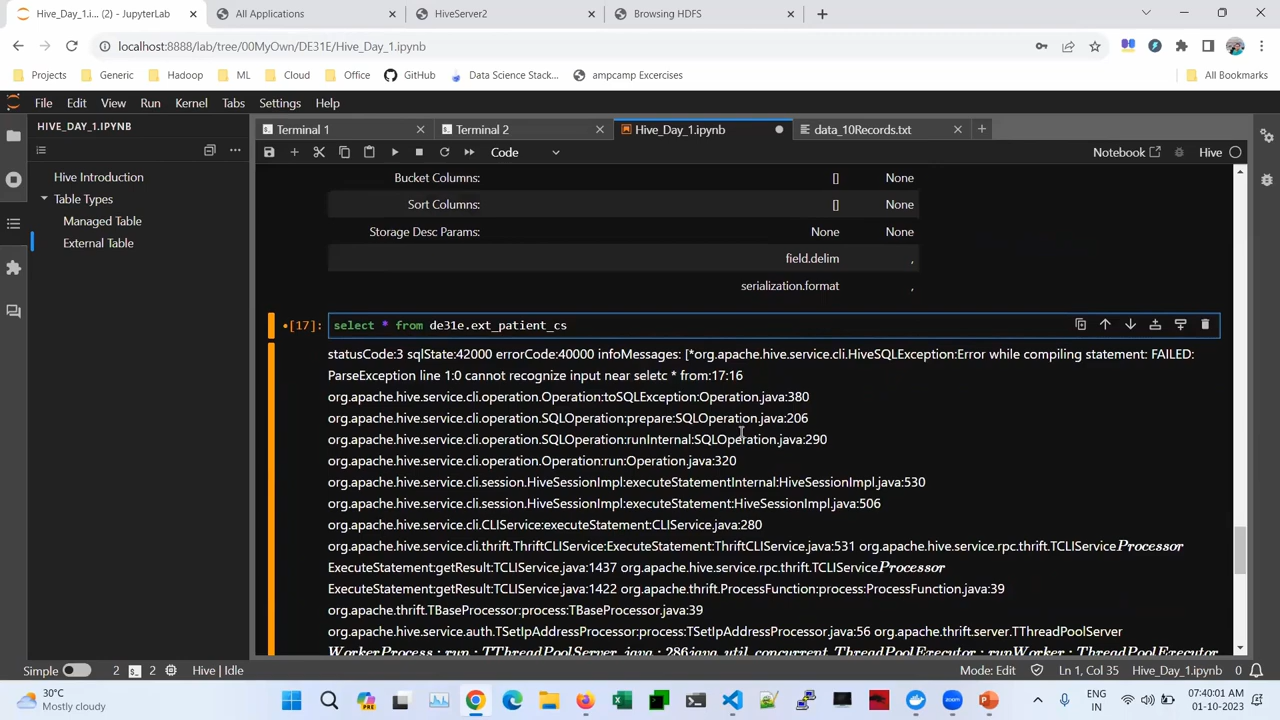 Hive_Day_1.i... (2) - JupyterLab
All Applications
HiveServer2
Browsing HDFS
localhost:8888/lab/tree/00MyOwn/DE31E/Hive_Day_1.ipynb
Projects
Generic
Hadoop
ML
Cloud
Office
GitHub
Data Science Stack...
ampcamp Excercises
All Bookmarks
File Edit View Run Kernel Tabs Settings Help
HIVE_DAY_1.IPYNB
Terminal 1
Terminal 2
Hive_Day_1.ipynb
data_10Records.txt
Code
Notebook
Hive
Hive Introduction
Table Types
Managed Table
External Table
Bucket Columns: [] None
Sort Columns: [] None
Storage Desc Params: None None
field.delim ,
serialization.format ,
[17]: select * from de31e.ext_patient_cs
statusCode:3 sqlState:42000 errorCode:40000 infoMessages: [*org.apache.hive.service.cli.HiveSQLException:Error while compiling statement: FAILED:
ParseException line 1:0 cannot recognize input near seletc * from:17:16
org.apache.hive.service.cli.operation.Operation:toSQLException:Operation.java:380
org.apache.hive.service.cli.operation.SQLOperation:prepare:SQLOperation.java:206
org.apache.hive.service.cli.operation.SQLOperation:runInternal:SQLOperation.java:290
org.apache.hive.service.cli.operation.Operation:run:Operation.java:320
org.apache.hive.service.cli.session.HiveSessionImpl:executeStatementInternal:HiveSessionImpl.java:530
org.apache.hive.service.cli.session.HiveSessionImpl:executeStatement:HiveSessionImpl.java:506
org.apache.hive.service.cli.CLIService:executeStatement:CLIService.java:280
org.apache.hive.service.cli.thrift.ThriftCLIService:ExecuteStatement:ThriftCLIService.java:531 org.apache.hive.service.rpc.thrift.TCLIServiceProcessor
ExecuteStatement:getResult:TCLIService.java:1437 org.apache.hive.service.rpc.thrift.TCLIServiceProcessor
ExecuteStatement:getResult:TCLIService.java:1422 org.apache.thrift.ProcessFunction:process:ProcessFunction.java:39
org.apache.thrift.TBaseProcessor:process:TBaseProcessor.java:39
org.apache.hive.service.auth.TSetIpAddressProcessor:process:TSetIpAddressProcessor.java:56 org.apache.thrift.server.TThreadPoolServer
WorkerProcess : run : TThreadPoolServer.java : 286java.util.concurrent.ThreadPoolExecutor : runWorker : ThreadPoolExecutor
Simple 2 2 Hive | Idle
Mode: Edit
Ln 1, Col 35
Hive_Day_1.ipynb
0
30°C
Mostly cloudy
ENG
IN
07:40:01 AM
01-10-2023